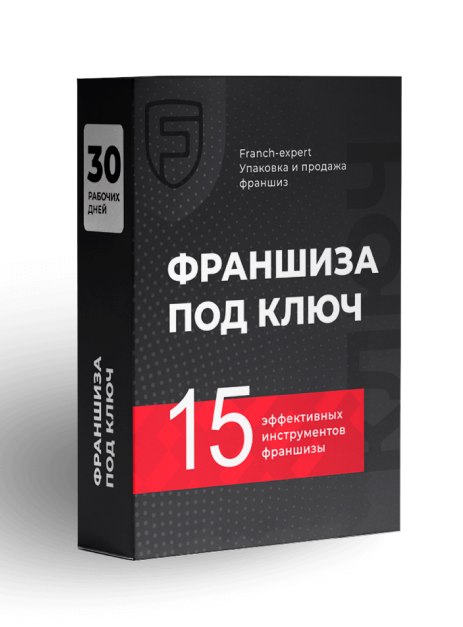 30
РАБОЧИХ
ДНЕЙ
ФРАНШИЗА
ПОД КЛЮЧ
Franch-expert
Упаковка и продажа
франшиз
ФРАНШИЗА
ПОД КЛЮЧ
15
эффективных
инструментов
франшизы